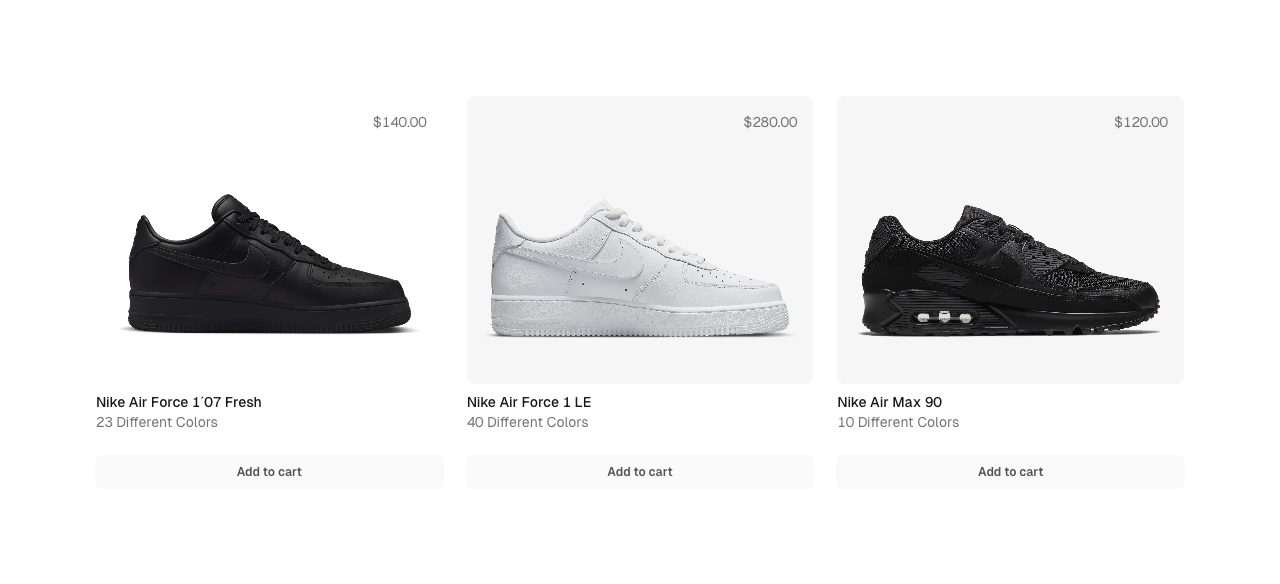 $140.00
$280.00
$120.00
Nike Air Force 1´07 Fresh
Nike Air Force 1 LE
Nike Air Max 90
23 Different Colors
40 Different Colors
10 Different Colors
Add to cart
Add to cart
Add to cart